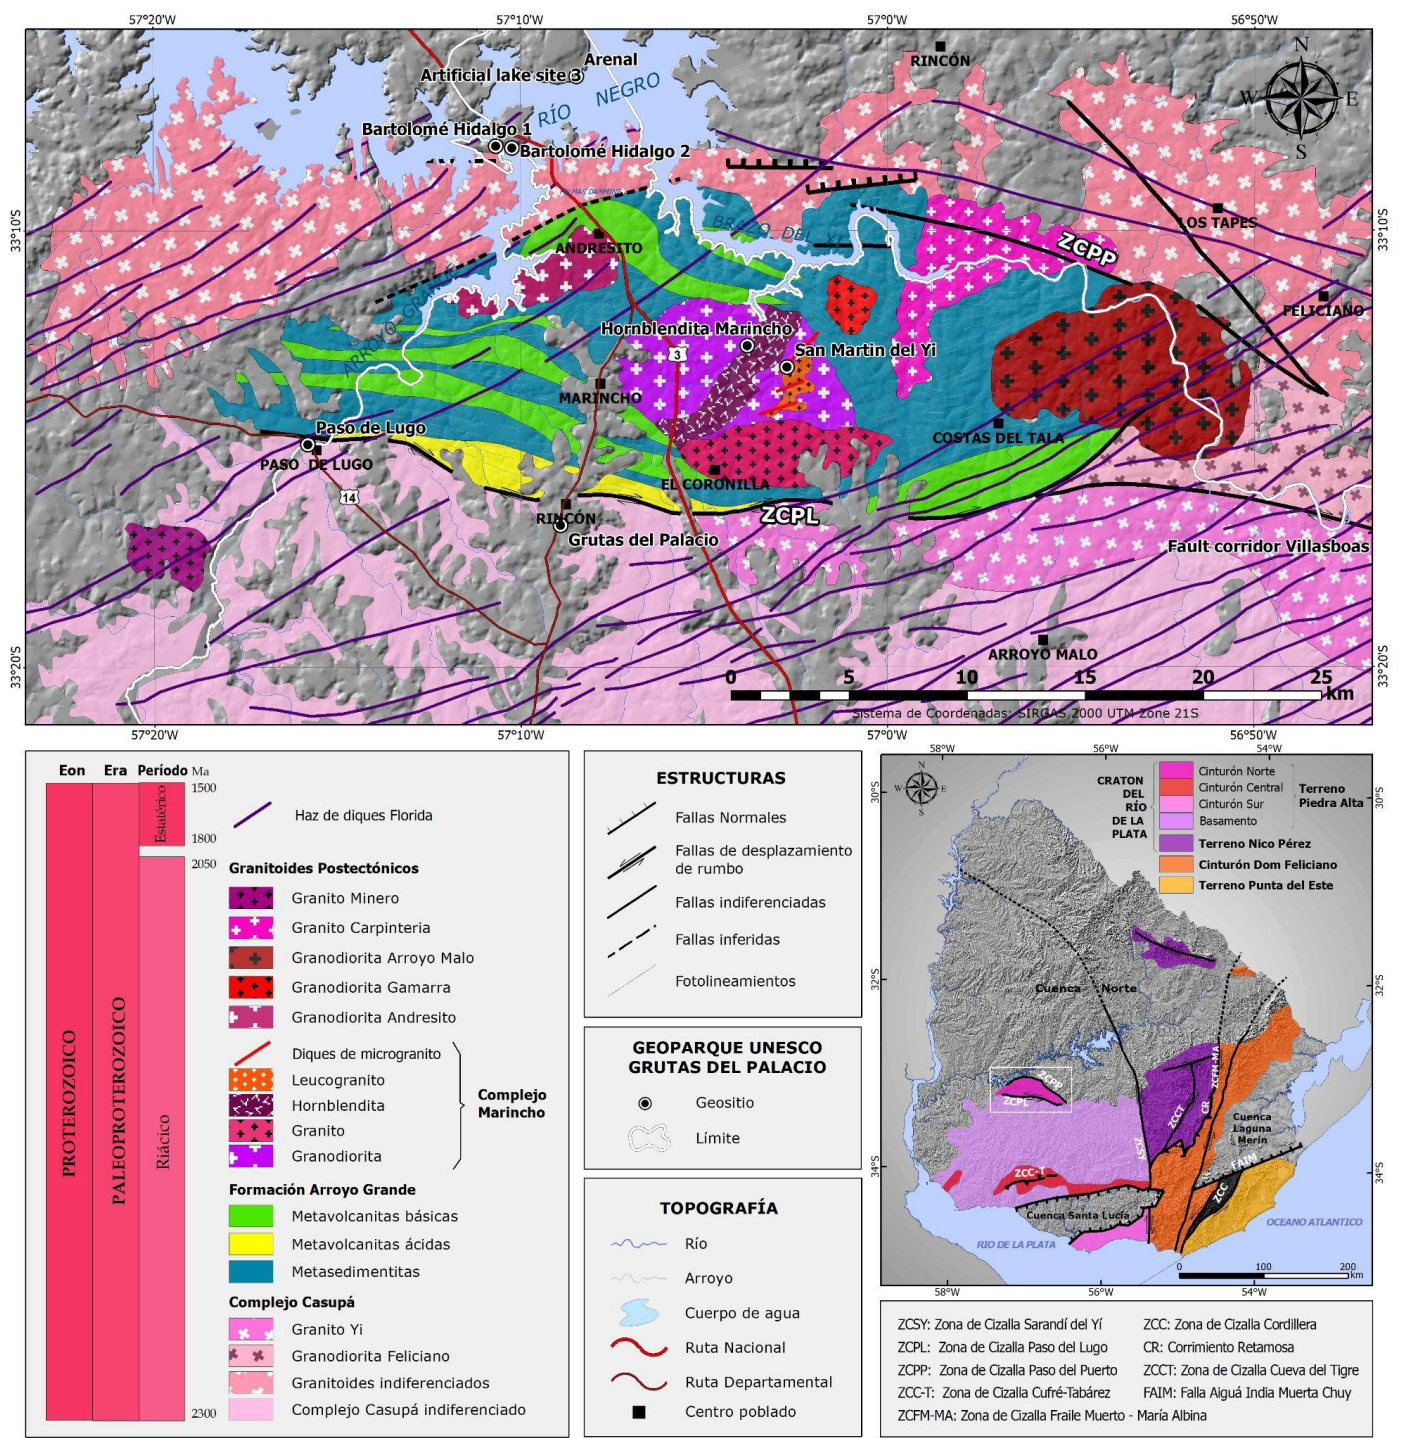 57°20'W
57°10'W
57°0'W
56°50'W
Arenal
Artificial lake site 3
RÍO NEGRO
RINCÓN
N
W
E
S
Bartolomé Hidalgo 1
Bartolomé Hidalgo 2
PALMAR DAMMING
33°10'S
33°10'S
ANDRESITO
BRAZO DEL YI
ZCPP
LOS TAPES
FELICIANO
ARROYO GRANDE
Hornblendita Marincho
San Martin del Yi
3
MARINCHO
COSTAS DEL TALA
Paso de Lugo
PASO DE LUGO
14
EL CORONILLA
RINCÓN
ZCPL
Grutas del Palacio
Fault corridor Villasboas
ARROYO MALO
33°20'S
33°20'S
0 5 10 15 20 25 km
Sistema de Coordenadas: SIRGAS 2000 UTM Zone 21S
57°20'W
57°10'W
57°0'W
56°50'W
Eon Era Período Ma
1500
Estatérico
1800
2050
PROTEROZOICO
PALEOPROTEROZOICO
Riácico
2300
Haz de diques Florida
Granitoides Postectónicos
Granito Minero
Granito Carpinteria
Granodiorita Arroyo Malo
Granodiorita Gamarra
Granodiorita Andresito
Diques de microgranito
Leucogranito
Hornblendita
Granito
Granodiorita
Complejo
Marincho
Formación Arroyo Grande
Metavolcanitas básicas
Metavolcanitas ácidas
Metasedimentitas
Complejo Casupá
Granito Yi
Granodiorita Feliciano
Granitoides indiferenciados
Complejo Casupá indiferenciado
ESTRUCTURAS
Fallas Normales
Fallas de desplazamiento
de rumbo
Fallas indiferenciadas
Fallas inferidas
Fotolineamientos
GEOPARQUE UNESCO
GRUTAS DEL PALACIO
Geositio
Límite
TOPOGRAFÍA
Río
Arroyo
Cuerpo de agua
Ruta Nacional
Ruta Departamental
Centro poblado
58°W
56°W
54°W
N
W
E
S
30°S
30°S
CRATON
DEL
RÍO
DE LA
PLATA
Cinturón Norte
Cinturón Central
Cinturón Sur
Basamento
Terreno
Piedra Alta
Terreno Nico Pérez
Cinturón Dom Feliciano
Terreno Punta del Este
32°S
32°S
Cuenca Norte
ZCPP
ZCPL
ZCFM-MA
ZCCT
CR
ZCSY
Cuenca
Laguna
Merín
34°S
34°S
ZCC-T
FAIM
ZCC
Cuenca Santa Lucía
RIO DE LA PLATA
OCEANO ATLANTICO
0 100 200
km
58°W
56°W
54°W
ZCSY: Zona de Cizalla Sarandí del Yí
ZCPL: Zona de Cizalla Paso del Lugo
ZCPP: Zona de Cizalla Paso del Puerto
ZCC-T: Zona de Cizalla Cufré-Tabárez
ZCFM-MA: Zona de Cizalla Fraile Muerto - María Albina
ZCC: Zona de Cizalla Cordillera
CR: Corrimiento Retamosa
ZCCT: Zona de Cizalla Cueva del Tigre
FAIM: Falla Aiguá India Muerta Chuy